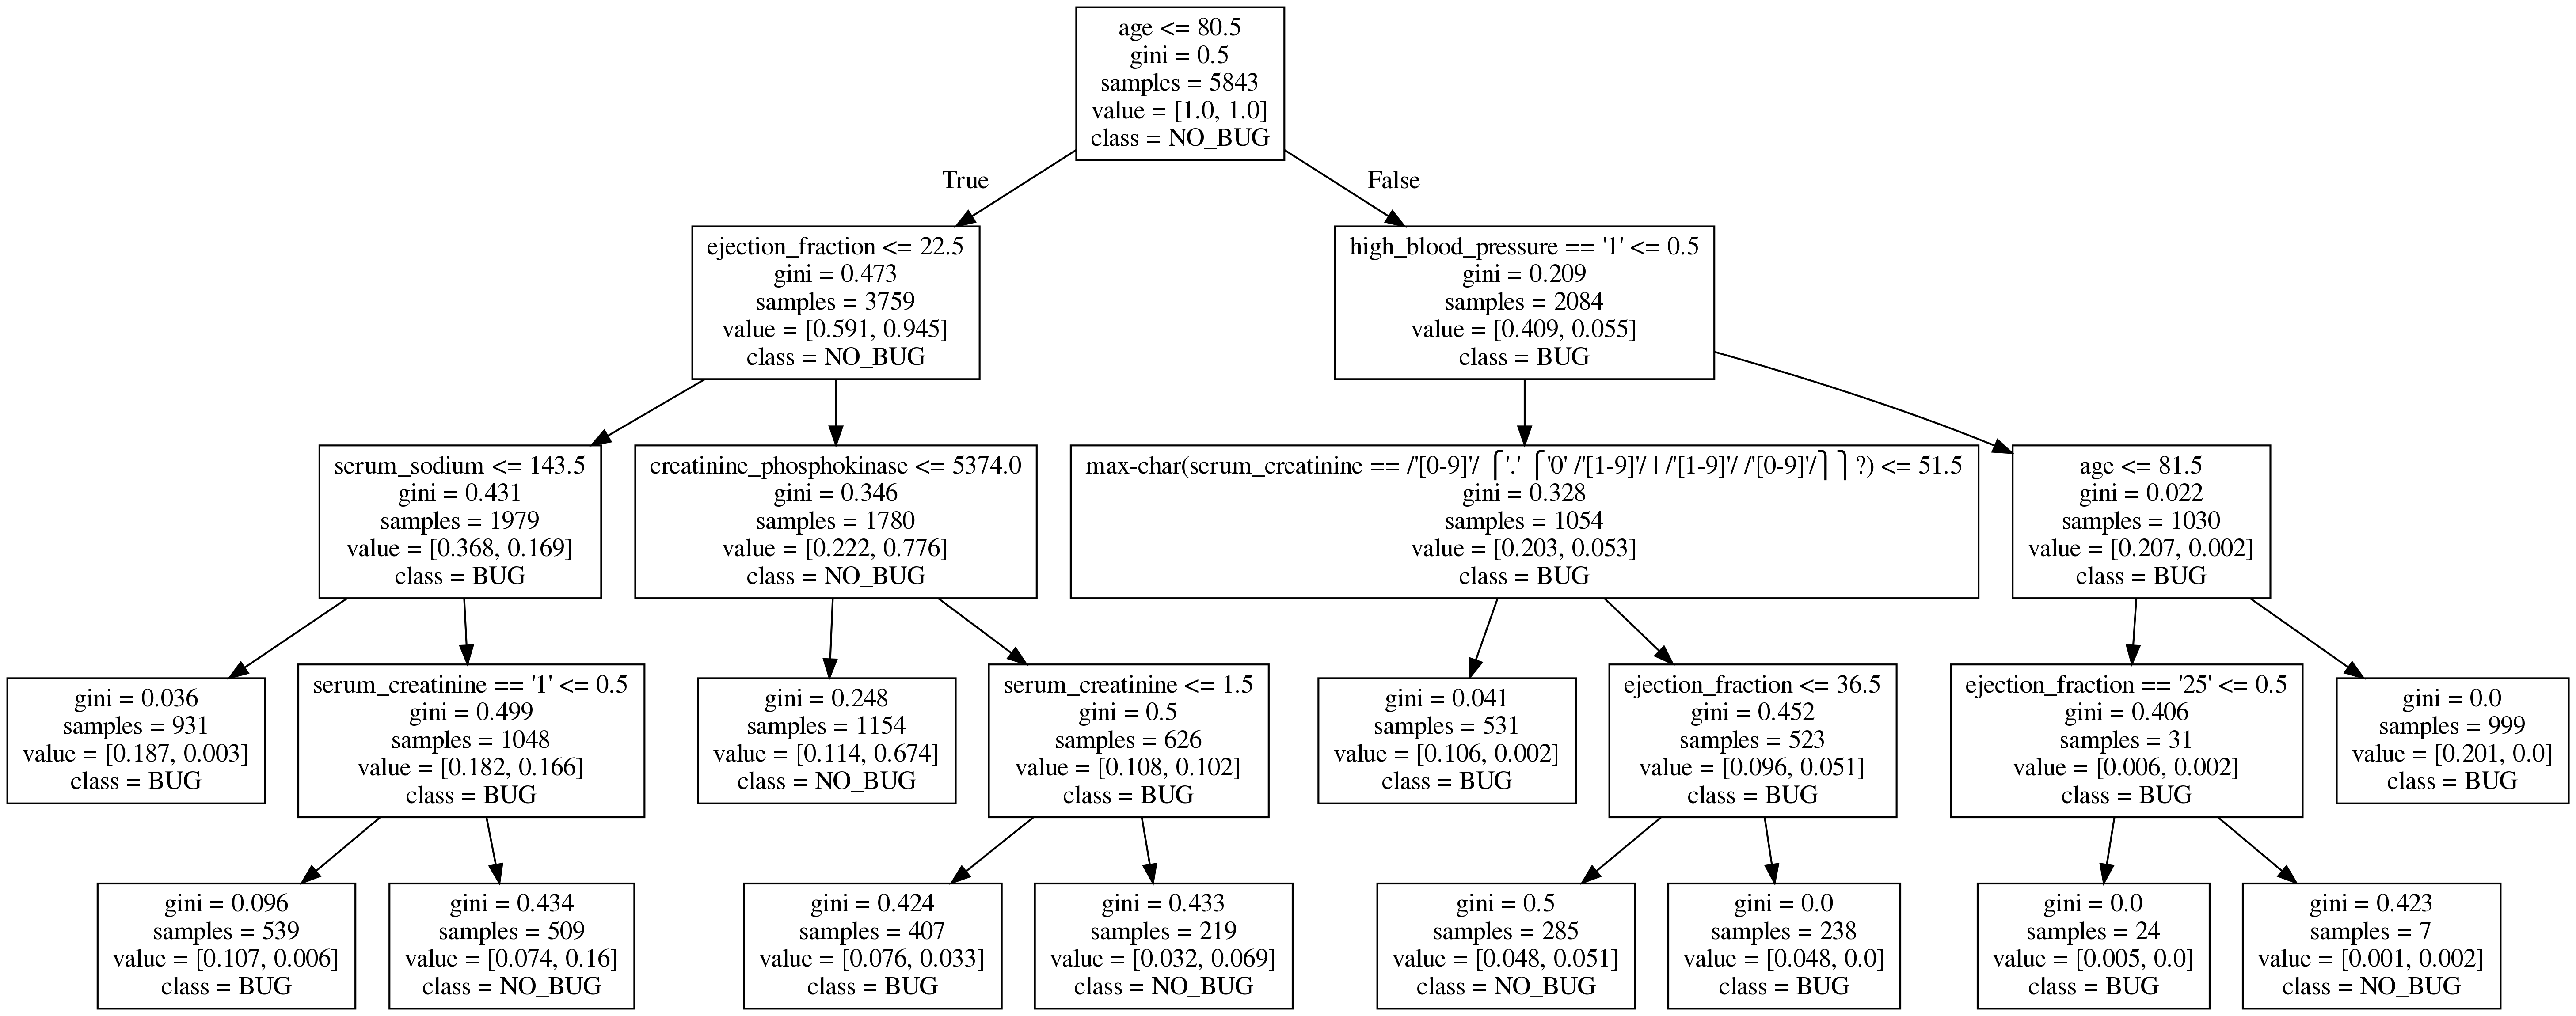 age <= 80.5
gini = 0.5
samples = 5843
value = [1.0, 1.0]
class = NO_BUG
True
False
ejection_fraction <= 22.5
gini = 0.473
samples = 3759
value = [0.591, 0.945]
class = NO_BUG
high_blood_pressure == '1' <= 0.5
gini = 0.209
samples = 2084
value = [0.409, 0.055]
class = BUG
serum_sodium <= 143.5
gini = 0.431
samples = 1979
value = [0.368, 0.169]
class = BUG
creatinine_phosphokinase <= 5374.0
gini = 0.346
samples = 1780
value = [0.222, 0.776]
class = NO_BUG
max-char(serum_creatinine == /'[0-9]'/ ⎧'.' ⎧'0' /'[1-9]'/ | /'[1-9]'/ /'[0-9]'/⎫ ⎫ ?) <= 51.5
gini = 0.328
samples = 1054
value = [0.203, 0.053]
class = BUG
age <= 81.5
gini = 0.022
samples = 1030
value = [0.207, 0.002]
class = BUG
gini = 0.036
samples = 931
value = [0.187, 0.003]
class = BUG
serum_creatinine == '1' <= 0.5
gini = 0.499
samples = 1048
value = [0.182, 0.166]
class = BUG
gini = 0.248
samples = 1154
value = [0.114, 0.674]
class = NO_BUG
serum_creatinine <= 1.5
gini = 0.5
samples = 626
value = [0.108, 0.102]
class = BUG
gini = 0.041
samples = 531
value = [0.106, 0.002]
class = BUG
ejection_fraction <= 36.5
gini = 0.452
samples = 523
value = [0.096, 0.051]
class = BUG
ejection_fraction == '25' <= 0.5
gini = 0.406
samples = 31
value = [0.006, 0.002]
class = BUG
gini = 0.0
samples = 999
value = [0.201, 0.0]
class = BUG
gini = 0.096
samples = 539
value = [0.107, 0.006]
class = BUG
gini = 0.434
samples = 509
value = [0.074, 0.16]
class = NO_BUG
gini = 0.424
samples = 407
value = [0.076, 0.033]
class = BUG
gini = 0.433
samples = 219
value = [0.032, 0.069]
class = NO_BUG
gini = 0.5
samples = 285
value = [0.048, 0.051]
class = NO_BUG
gini = 0.0
samples = 238
value = [0.048, 0.0]
class = BUG
gini = 0.0
samples = 24
value = [0.005, 0.0]
class = BUG
gini = 0.423
samples = 7
value = [0.001, 0.002]
class = NO_BUG